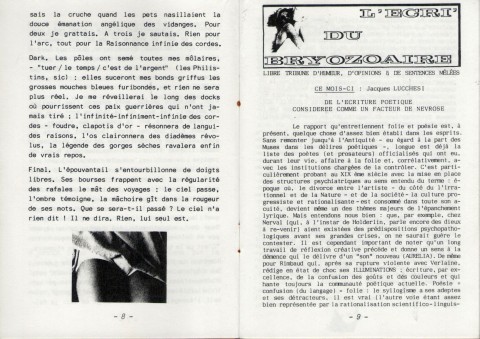 sais la cruche quand les pets nasillaient la
douce émanation angélique des vidanges. Pour
deux je grattais. A trois je sautais. Rien pour
l'arc, tout pour la Raisonnance infinie des cordes.
Dark. Les pôles ont semé toutes mes sôlaires,
- "tuer/le temps/c'est de l'argent" (les Philis-
tins, sic) ; elles suceront mes bonds griffus les
grosses mouches bleues furibondes, et rien ne sera
plus réel. Je me réveillerai le long des docks
où pourrissent ces paix guerrières qui n'ont ja-
mais tiré ; l'infinité-infiniment-infinie des cor-
des - foudra, clapotis d'or - résonnera de longui-
des raisons, l'os claironnera des diadèmes révo-
lus, la légende des gorges sèches ravalera enfin
de vrais repos.
Final. L'épouvantail s'entourbillonne de doigts
libres. Ses bourses frappent avec la régularité
des rafales le mât des voyages ; le ciel passe,
l'ombre témoigne, la mâchoire gît dans la rougeur
de ses mots. Que se sera-t-il passé ? Le ciel n'a
rien dit ! Il ne dira. Rien, lui seul est.
- 8 -
L'ECRI'
DU
BRYOZOAIRE
LIBRE TRIBUNE D'HUMEUR, D'OPINIONS & DE SENTENCES MÊLÉES
CE MOIS-CI : Jacques LUCCHESI
DE L'ECRITURE POETIQUE
CONSIDEREE COMME UN FACTEUR DE NEVROSE
Le rapport qu'entretiennent folie et poésie est, à
présent, quelque chose d'assez bien établi dans les esprits.
Sans remonter jusqu'à l'Antiquité - eu égard à la part des
Muses dans les délires poétiques -, longue est déjà la
liste des poètes (et prosateurs) officialisés qui ont eu,
durant leur vie, affaire à la folie et, corrélativement, a-
vec les institutions chargées de la contenir. C'est parti-
culièrement probant au XIX ème siècle avec la mise en place
des structures psychiatriques au sens entendu du terme : é-
poque où, le divorce entre l'artiste - du côté du l'itra-
tionnel et de la Nature - et de la société- la culture pro-
gressiste et rationaliste-est consommé dans toute son a-
cuité, devient même un des thèmes majeurs de l'épanchement
lyrique. Mais entendons nous bien : que, par exemple, chez
Nerval (qui, à l'instar de Holderlin, parle encore des dieux
à re-venir) aient existées des prédispositions psychopatho-
logiques avant ses grandes crises, on ne saurait guère le
contester. Il est cependant important de noter qu'un long
travail de réflexion créative précède et donne un sens à la
démence qui le délivre d'un "son" nouveau (AURELIA). De même
pour Rimbaud qui, après sa rupture violente avec Verlaine,
rédige en état de choc ses ILLUMINATIONS ; écriture, par ex-
cellence, de la confusion des goûts et des couleurs et qui
hante toujours la communauté poétique actuelle. Poésie =
confusion (du langage) = folie : le syllogisme a ses adeptes
et ses détracteurs, il est vrai (l'autre voie étant assez
bien représentée par la rationalisation scientifico-linguis-
- 9 -